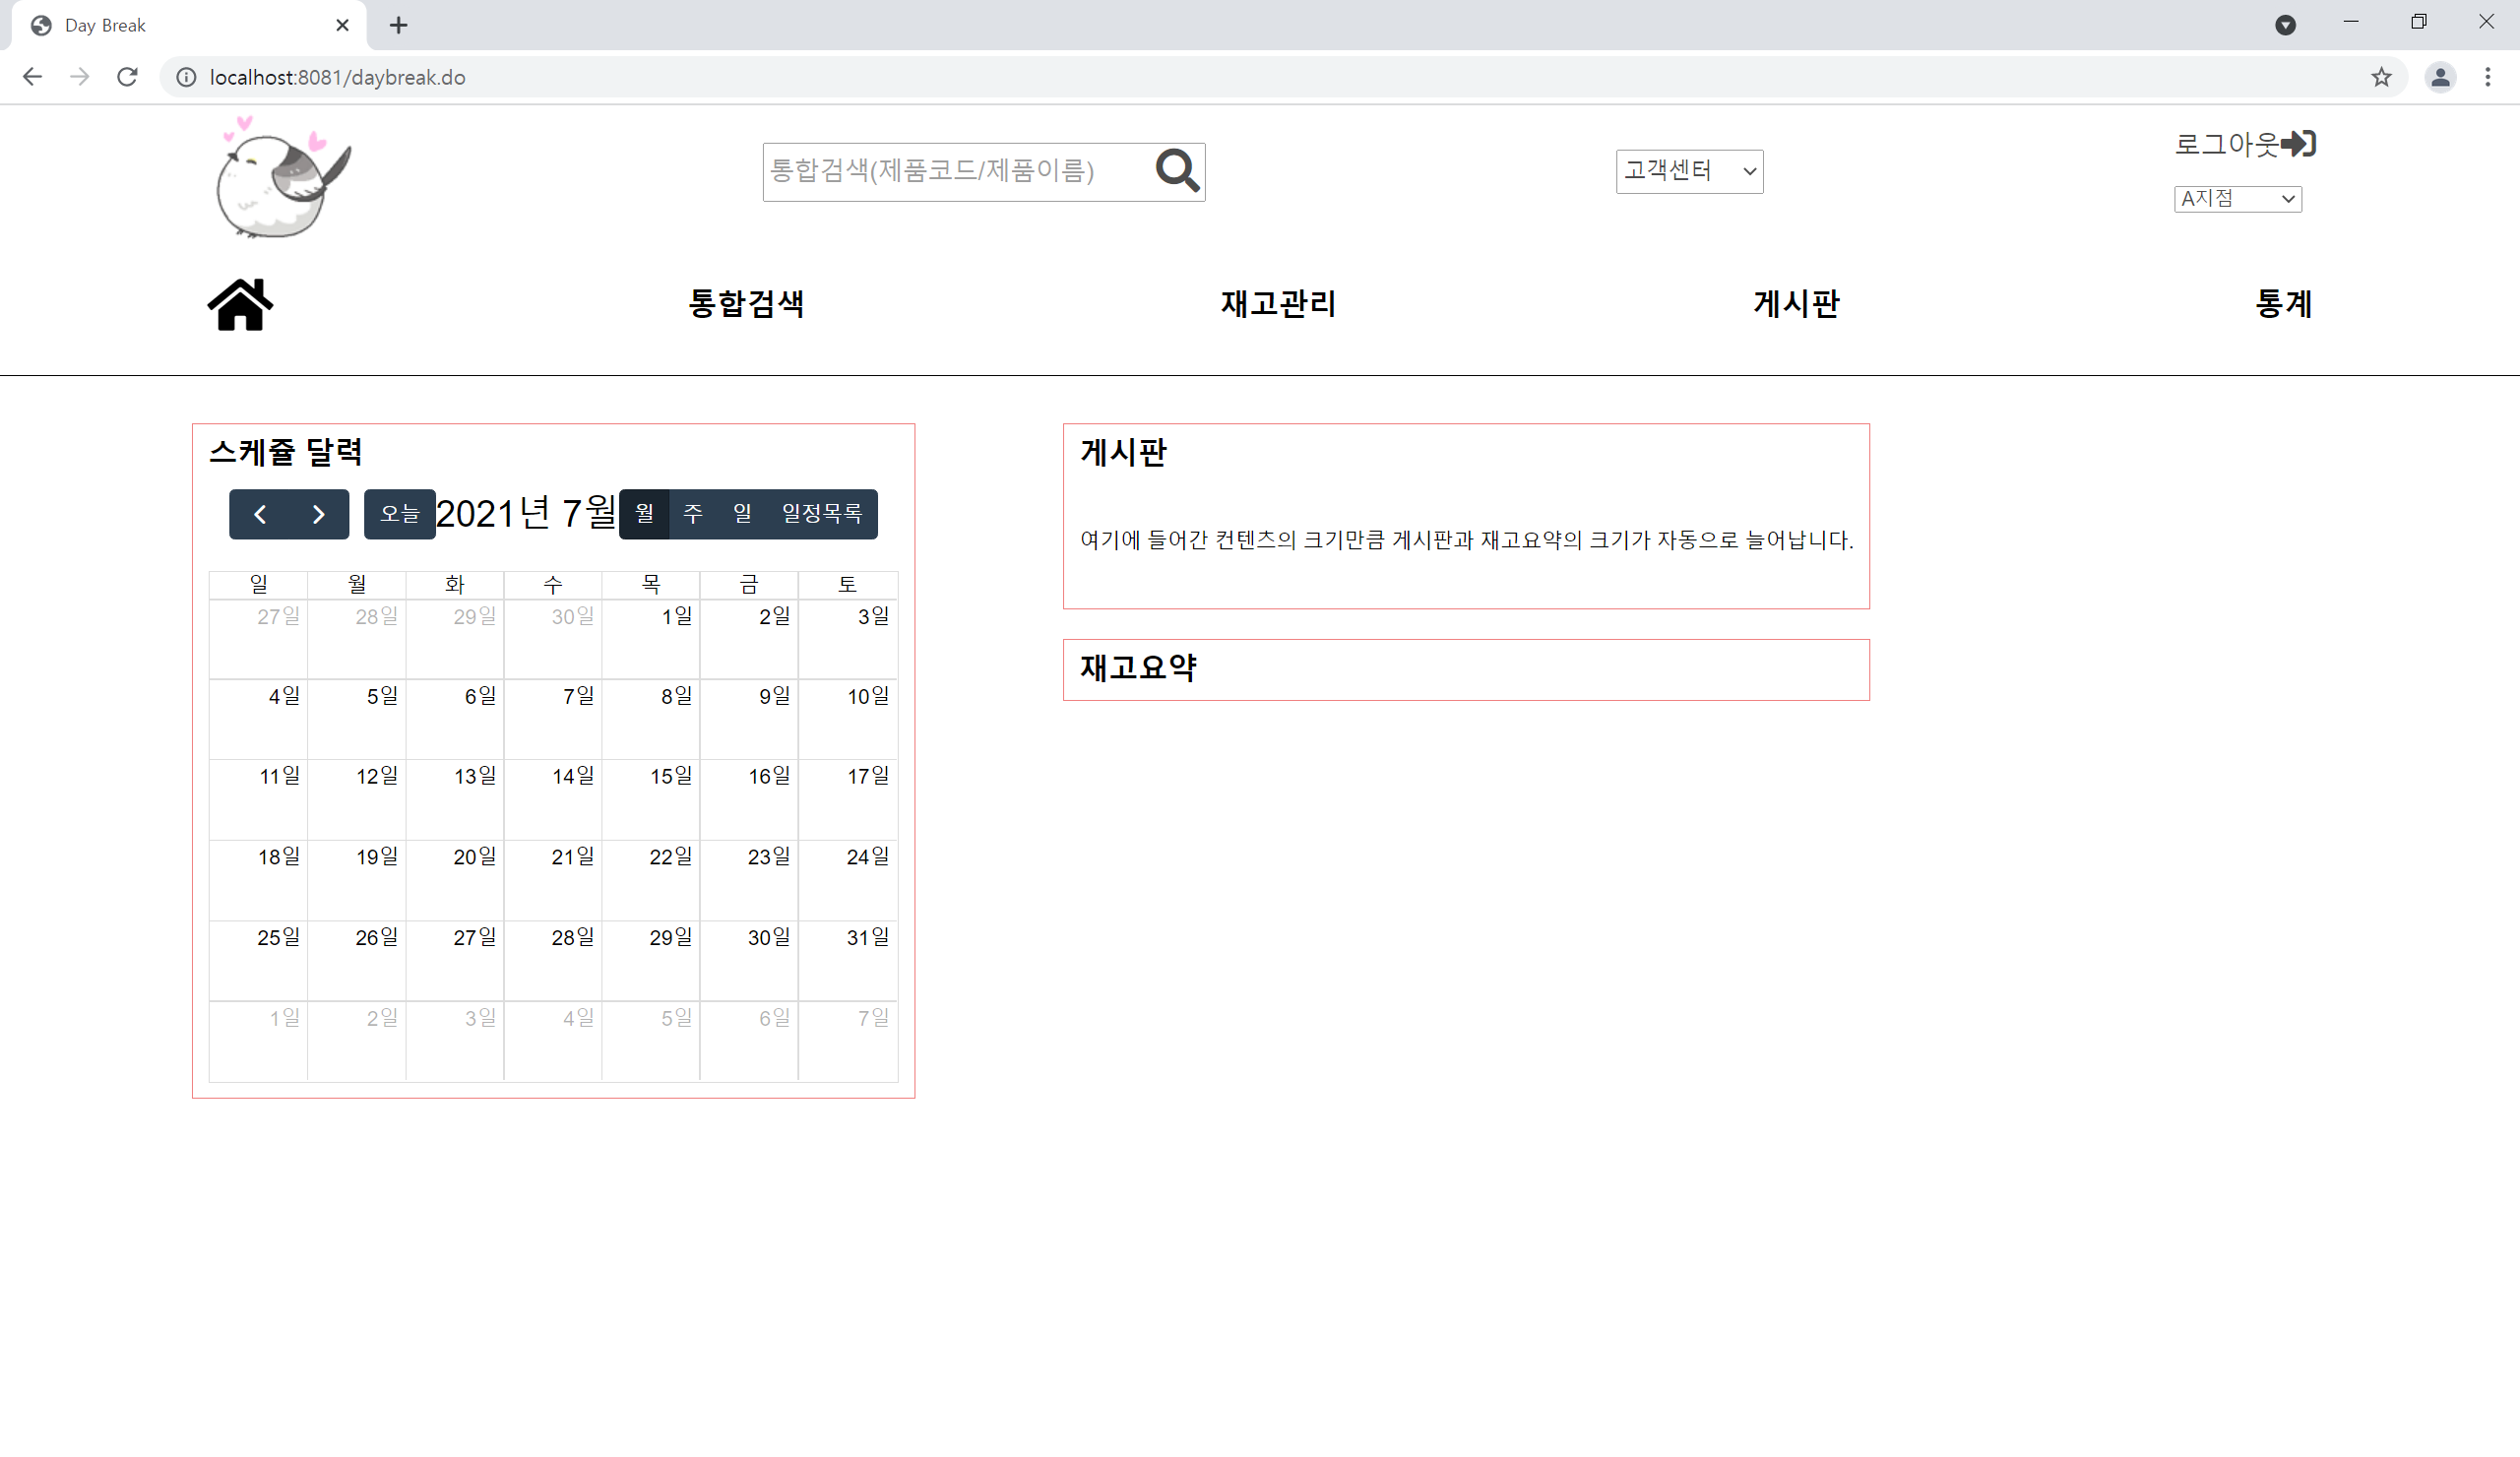 Day Break
localhost:8081/daybreak.do
통합검색(제품코드/제품이름)
고객센터
로그아웃
A지점
통합검색 재고관리 게시판 통계
스케쥴 달력
오늘 2021년 7월 월 주 일 일정목록
일 월 화 수 목 금 토
27일 28일 29일 30일 1일 2일 3일
4일 5일 6일 7일 8일 9일 10일
11일 12일 13일 14일 15일 16일 17일
18일 19일 20일 21일 22일 23일 24일
25일 26일 27일 28일 29일 30일 31일
1일 2일 3일 4일 5일 6일 7일
게시판
여기에 들어간 컨텐츠의 크기만큼 게시판과 재고요약의 크기가 자동으로 늘어납니다.
재고요약